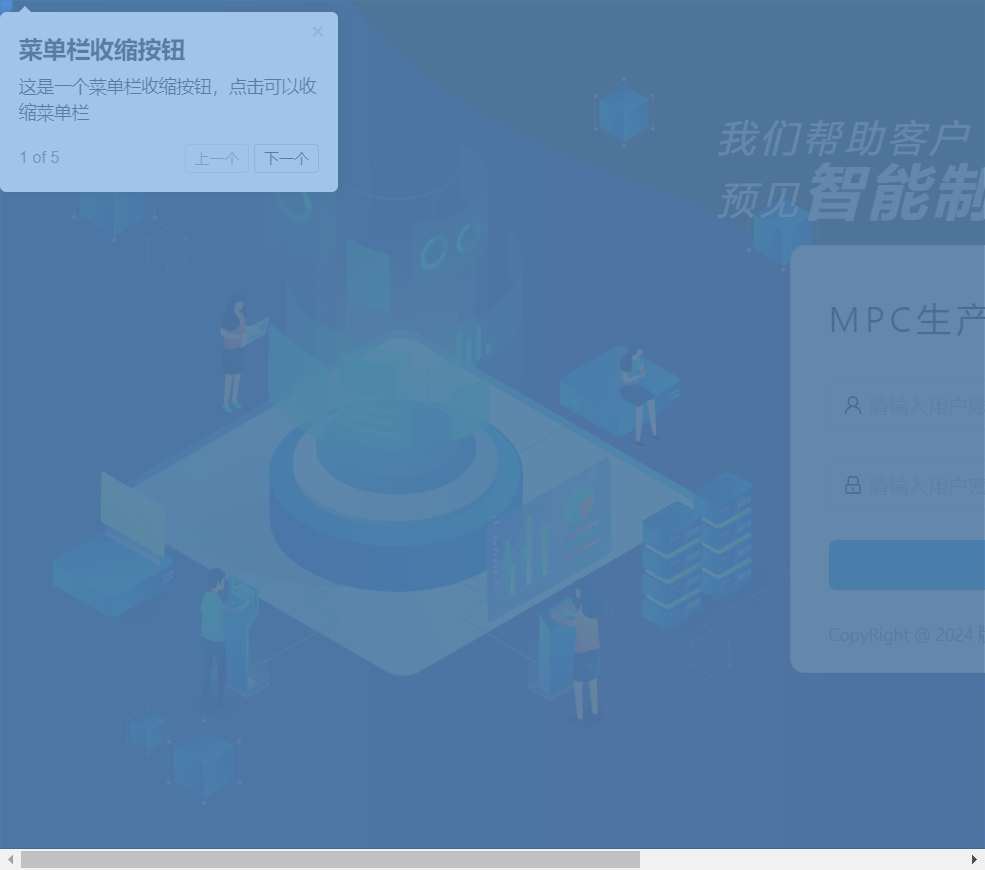 菜单栏收缩按钮
这是一个菜单栏收缩按钮，点击可以收
缩菜单栏
1 of 5
上一个
下一个
我们帮助客户
预见智能制
MPC生产
请输入用户账
请输入用户密
CopyRight @ 2024 版